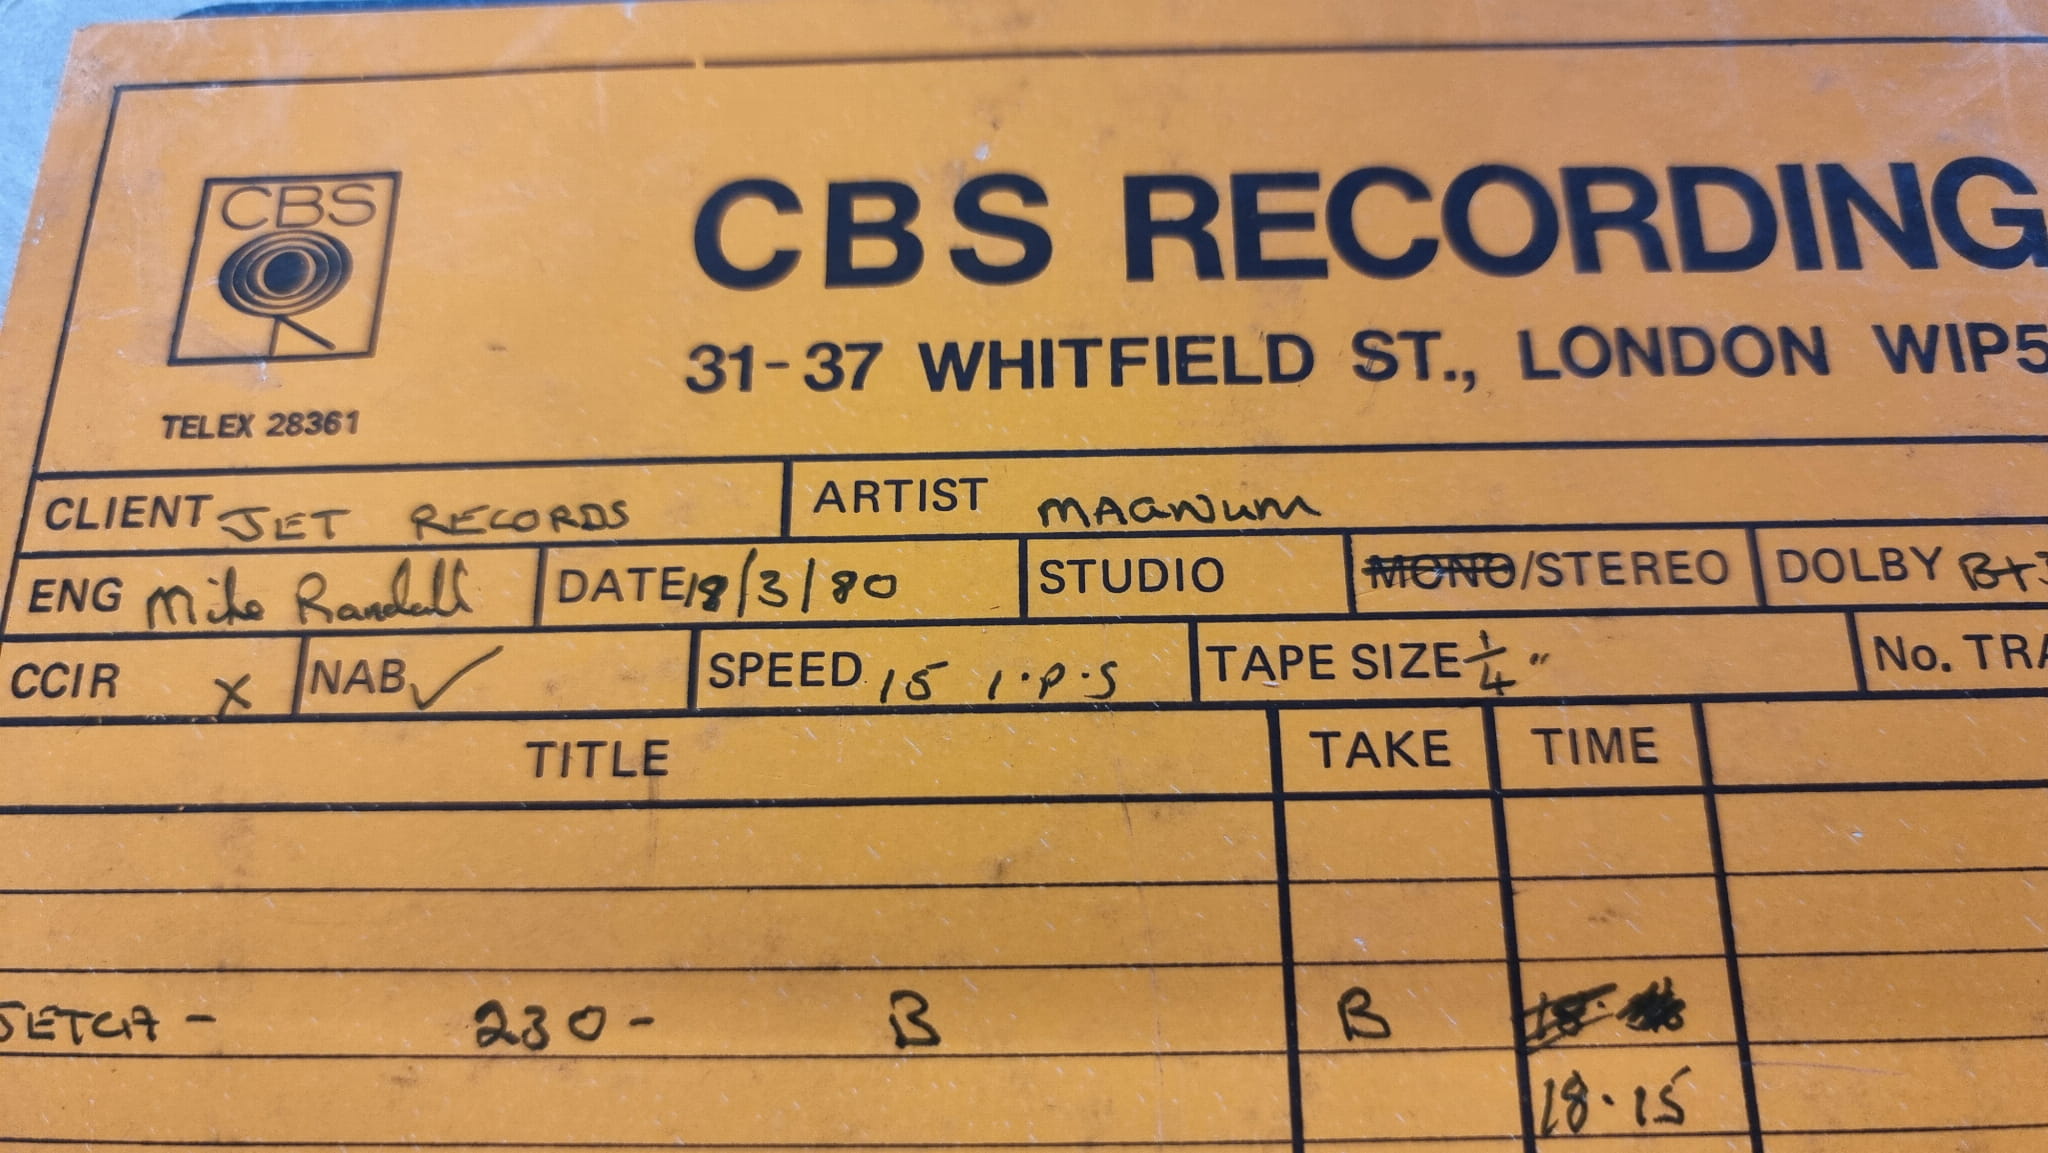 CBS
CBS RECORDING
31-37 WHITFIELD ST., LONDON WIP5
TELEX 28361
CLIENT JET RECORDS ARTIST MAGNUM
ENG Mike Randall DATE 18/3/80 STUDIO MONO/STEREO DOLBY B+
CCIR X NAB ✓ SPEED 15 I.P.S TAPE SIZE 1/4" No. TRA
TITLE TAKE TIME
JETCA - 230 - B B
18.15